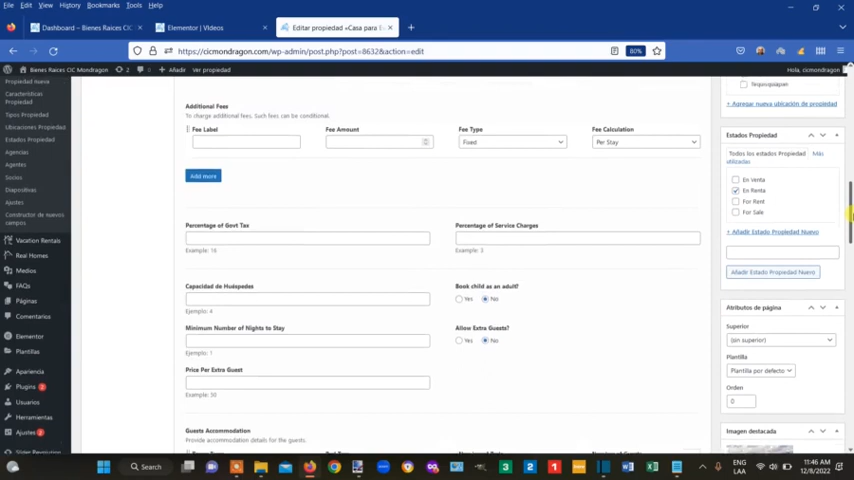 File Edit View History Bookmarks Tools Help
Dashboard – Bienes Raices CIC
Elementor | Videos
Editar propiedad «Casa para
https://cicmondragon.com/wp-admin/post.php?post=8632&action=edit
80%
Bienes Raices CIC Mondragon 2 0 Añadir Ver propiedad
Hola, cicmondragon
Propiedad Nueva
Características Propiedad
Tipos Propiedad
Ubicaciones Propiedad
Estados Propiedad
Agencias
Agentes
Socios
Diapositivas
Ajustes
Constructor de nuevos campos
Vacation Rentals
Real Homes
Medios
FAQs
Páginas
Comentarios
Elementor
Plantillas
Apariencia
Plugins 2
Usuarios
Herramientas
Ajustes 2
Slider Revolution
Additional Fees
To charge additional fees. Such fees can be conditional.
Fee Label Fee Amount Fee Type Fee Calculation
Fixed Per Stay
Add more
Percentage of Govt Tax Percentage of Service Charges
Example: 16 Example: 3
Capacidad de Huéspedes Book child as an adult?
Yes No
Ejemplo: 4
Minimum Number of Nights to Stay Allow Extra Guests?
Yes No
Ejemplo: 1
Price Per Extra Guest
Example: 30
Guests Accommodation
Provide accommodation details for the guests.
Tequisquiapan
+ Agregar nueva ubicación de propiedad
Estados Propiedad
Todos los estados Propiedad Más utilizadas
En Venta
En Renta
For Rent
For Sale
+ Añadir Estado Propiedad Nuevo
Añadir Estado Propiedad Nuevo
Atributos de página
Superior
(sin superior)
Plantilla
Plantilla por defecto
Orden
0
Imagen destacada
Search
ENG
LAA
11:46 AM
12/8/2022